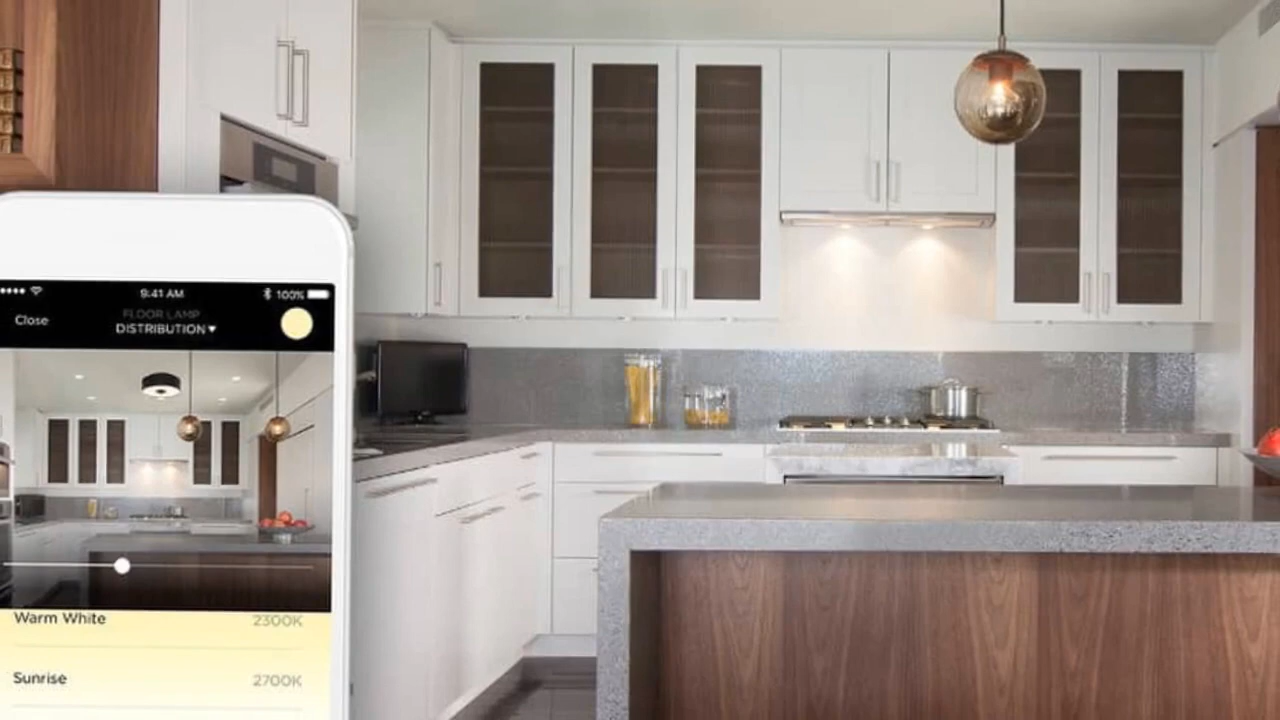 9:41 AM
100%
Close
FLOOR LAMP
DISTRIBUTION▼
Warm White 2300K
Sunrise 2700K